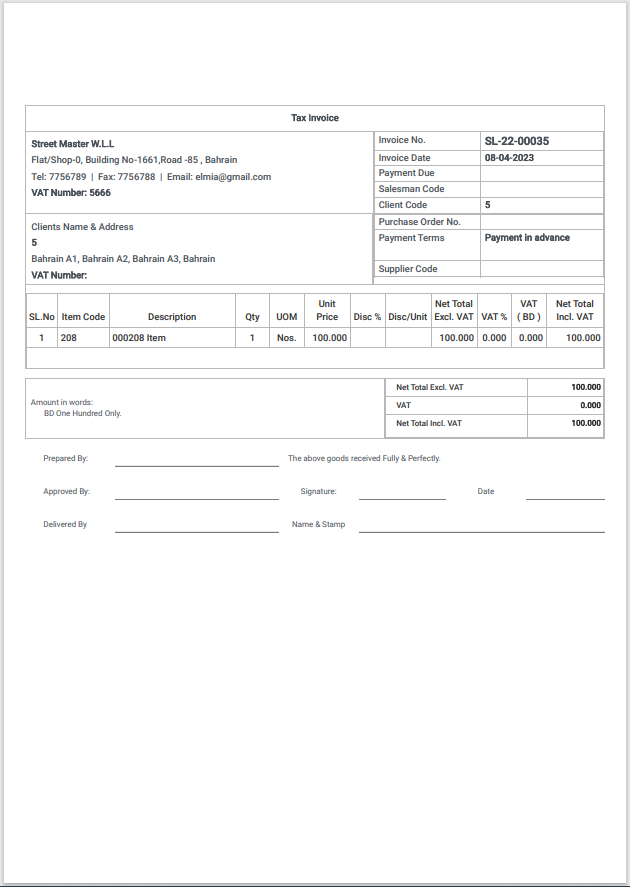 Tax Invoice
Street Master W.L.L
Flat/Shop-0, Building No-1661,Road -85 , Bahrain
Tel: 7756789 | Fax: 7756788 | Email: elmia@gmail.com
VAT Number: 5666
Invoice No. SL-22-00035
Invoice Date 08-04-2023
Payment Due
Salesman Code
Client Code 5
Clients Name & Address
5
Bahrain A1, Bahrain A2, Bahrain A3, Bahrain
VAT Number:
Purchase Order No.
Payment Terms Payment in advance
Supplier Code
SL.No Item Code Description Qty UOM Unit Price Disc % Disc/Unit Net Total Excl. VAT VAT % VAT ( BD ) Net Total Incl. VAT
1 208 000208 Item 1 Nos. 100.000 100.000 0.000 0.000 100.000
Amount in words:
BD One Hundred Only.
Net Total Excl. VAT 100.000
VAT 0.000
Net Total Incl. VAT 100.000
Prepared By: The above goods received Fully & Perfectly.
Approved By: Signature: Date
Delivered By Name & Stamp